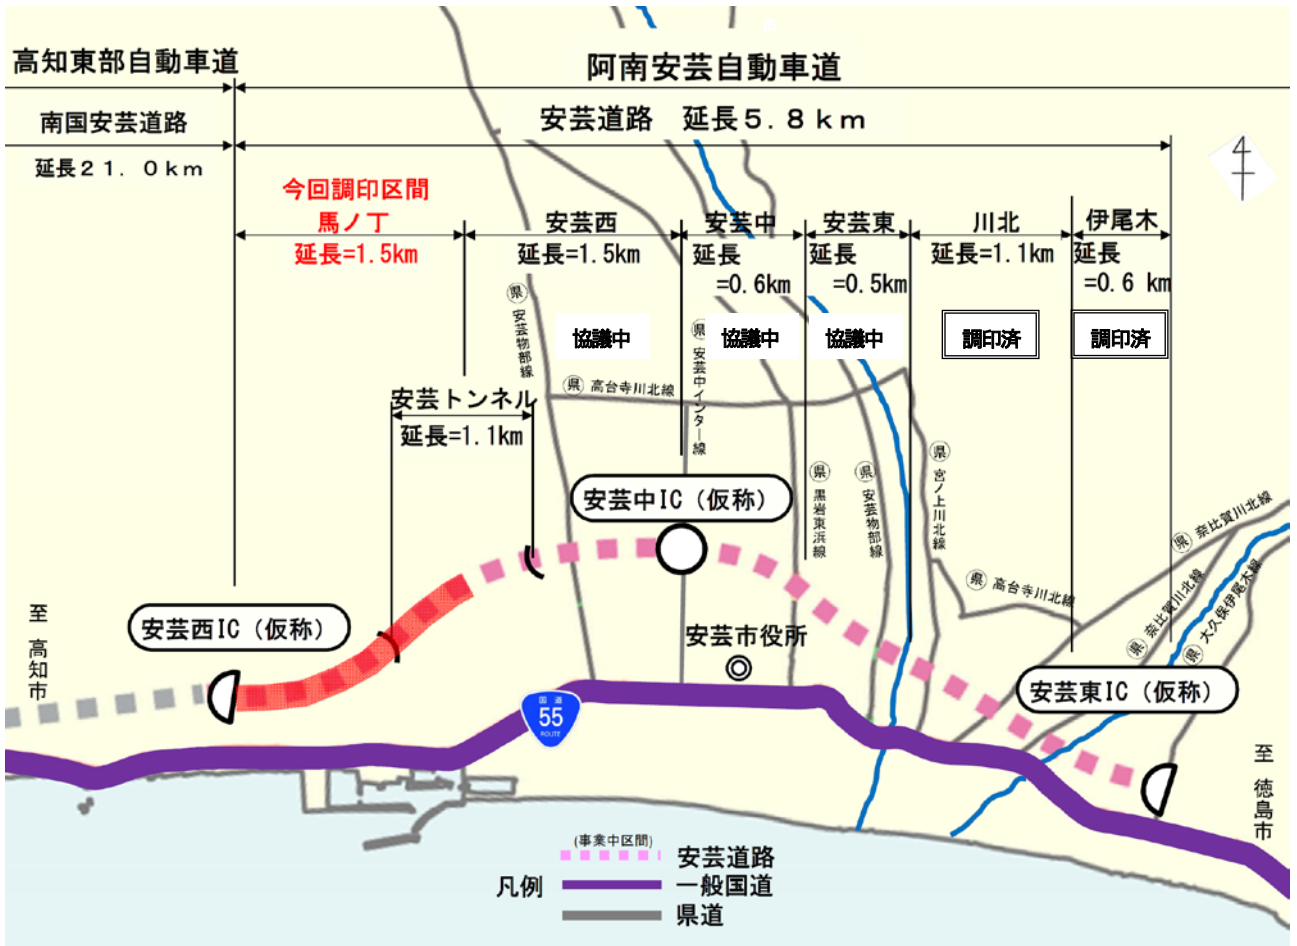 高知東部自動車道
阿南安芸自動車道
南国安芸道路
安芸道路　延長5.8km
延長21.0km
今回調印区間
馬ノ丁
延長=1.5km
安芸西
延長=1.5km
安芸中
延長
=0.6km
安芸東
延長
=0.5km
川北
延長=1.1km
伊尾木
延長
=0.6 km
協議中
協議中
協議中
調印済
調印済
県 安芸物部線
県 安芸中インター線
県 高台寺川北線
安芸トンネル
延長=1.1km
県 黒岩東浜線
県 安芸物部線
県 宮ノ上川北線
県 高台寺川北線
県 奈比賀川北線
県 奈比賀川北線
県 大久保伊尾木線
安芸中IC（仮称）
安芸西IC（仮称）
安芸東IC（仮称）
安芸市役所
至 高知市
至 徳島市
国道
55
ROUTE
凡例
(事業中区間)
安芸道路
一般国道
県道